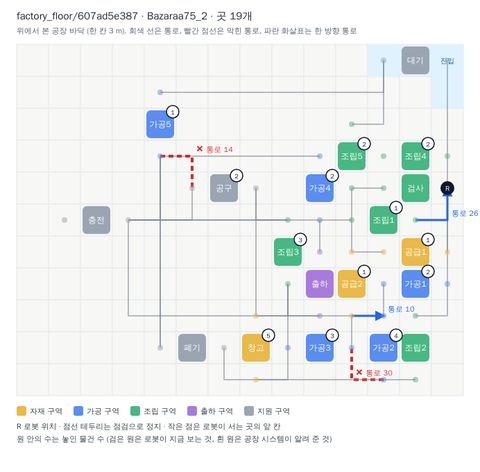 factory_floor/607ad5e387 · Bazaraa75_2 · 곳 19개
위에서 본 공장 바닥 (한 칸 3 m). 회색 선은 통로, 빨간 점선은 막힌 통로, 파란 화살표는 한 방향 통로
대기
진입
1
가공5
통로 14
2
조립5
2
조립4
공구
2
가공4
2
검사
R
통로 26
충전
조립1
1
조립3
3
공급1
1
출하
공급2
1
가공1
2
통로 10
폐기
창고
5
가공3
3
가공2
4
조립2
통로 30
자재 구역
가공 구역
조립 구역
출하 구역
지원 구역
R 로봇 위치 · 점선 테두리는 점검으로 정지 · 작은 점은 로봇이 서는 곳의 앞 칸
원 안의 수는 놓인 물건 수 (검은 원은 로봇이 지금 보는 것, 흰 원은 공장 시스템이 알려 준 것)